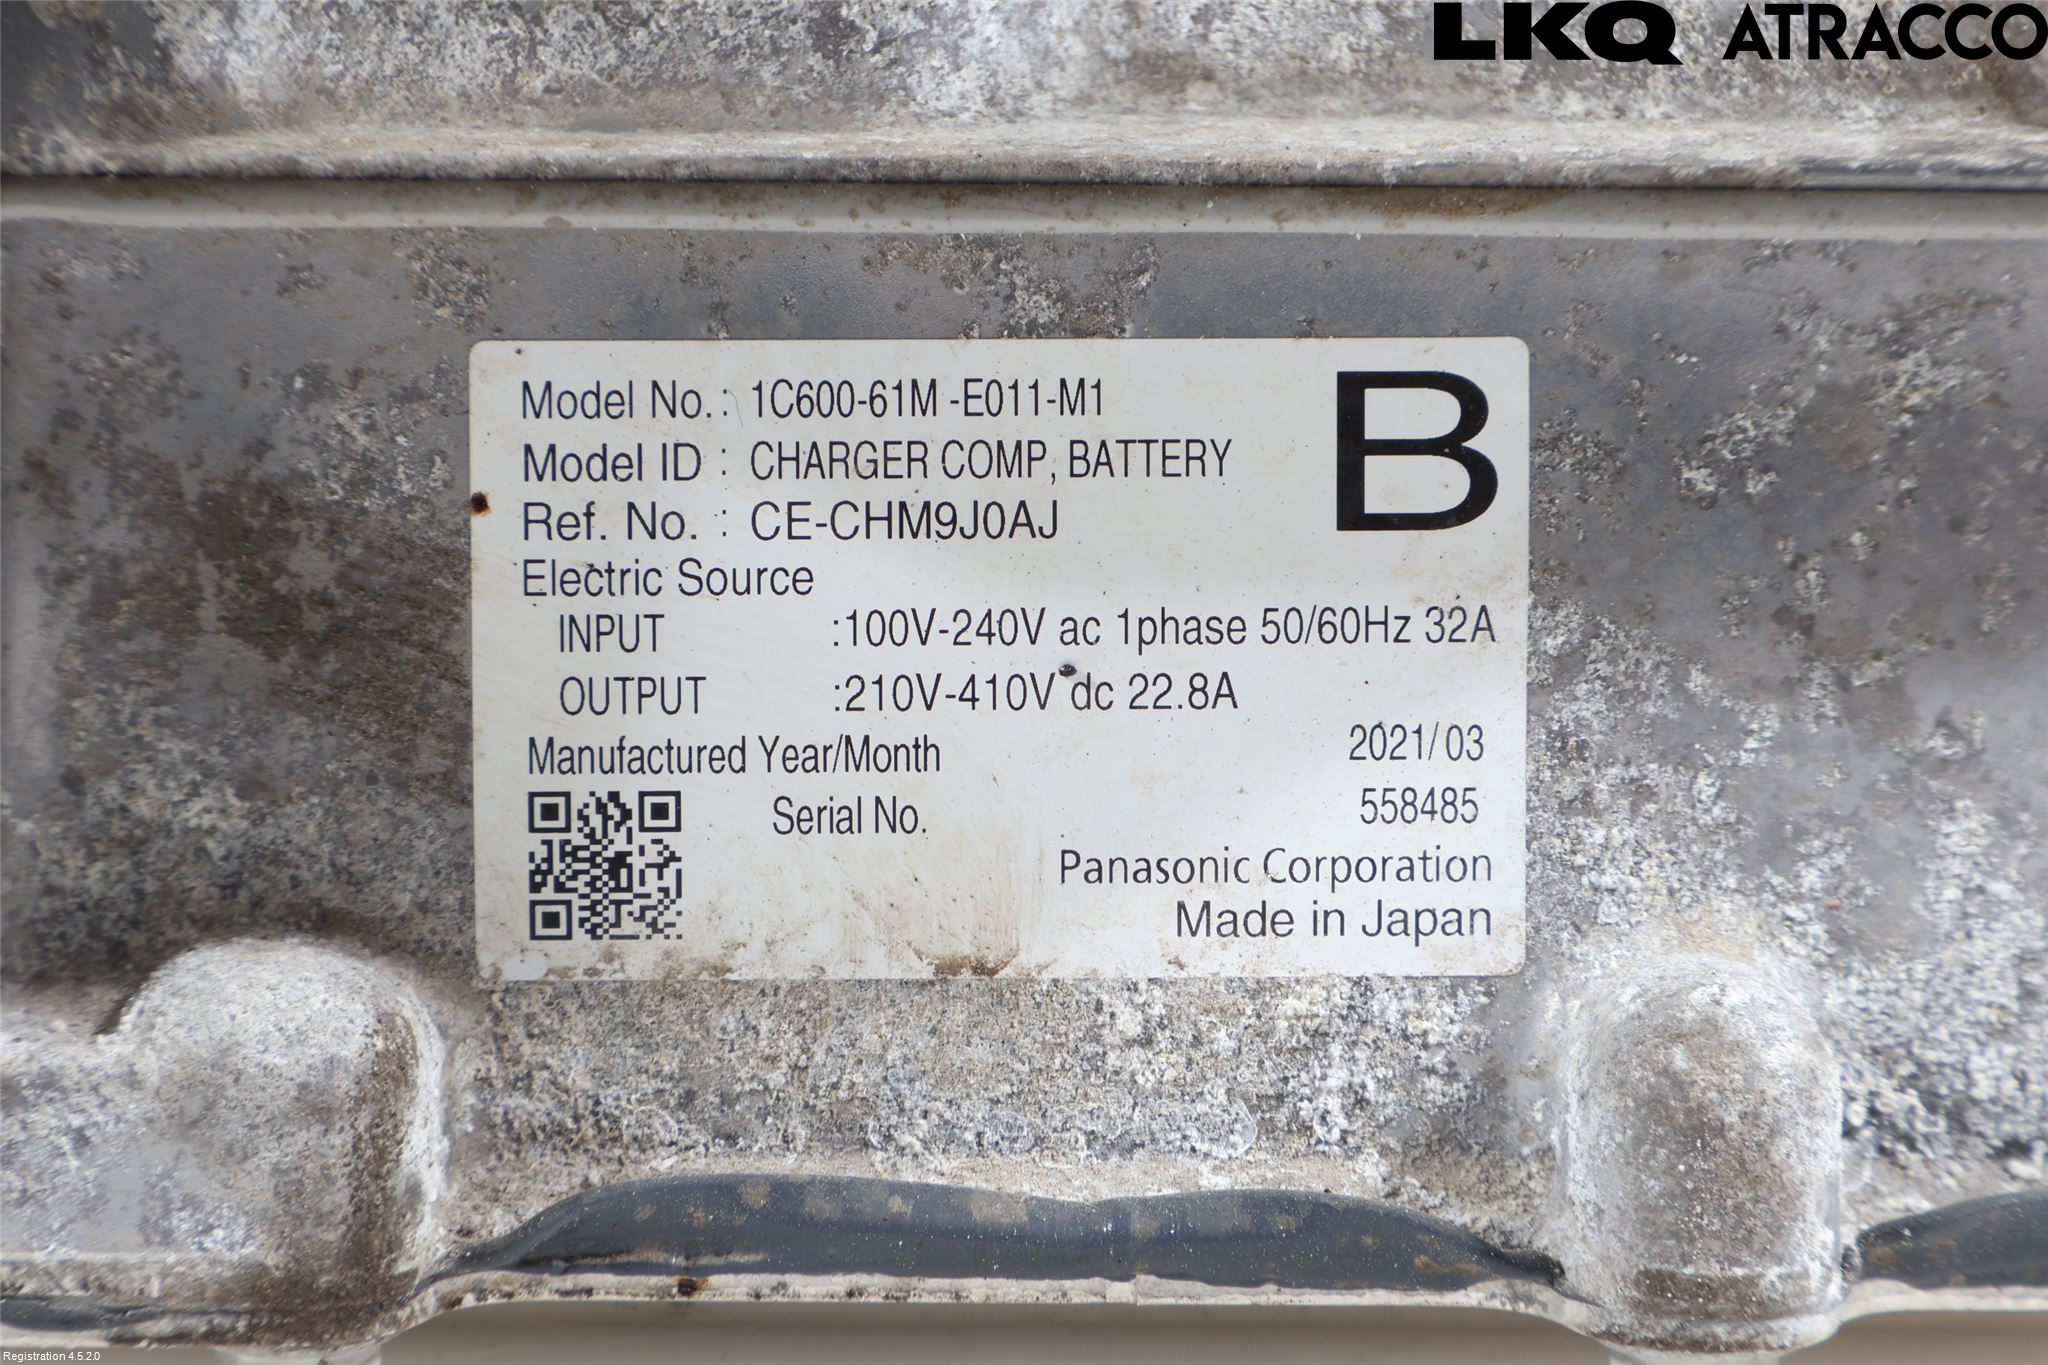 LKQ ATRACCO
Model No. : 1C600-61M -E011-M1
Model ID : CHARGER COMP, BATTERY
Ref. No. : CE-CHM9J0AJ
B
Electric Source
INPUT :100V-240V ac 1phase 50/60Hz 32A
OUTPUT :210V-410V dc 22.8A
Manufactured Year/Month 2021/03
Serial No. 558485
Panasonic Corporation
Made in Japan
Registration 4.5.2.0